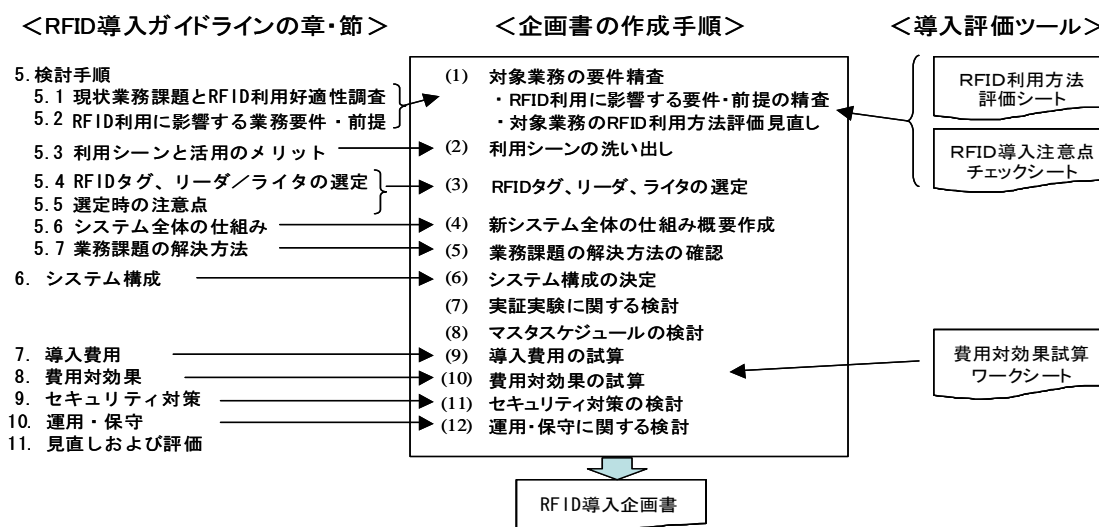 ＜RFID導入ガイドラインの章・節＞
5.検討手順
5.1 現状業務課題とRFID利用好適性調査
5.2 RFID利用に影響する業務要件・前提
5.3 利用シーンと活用のメリット
5.4 RFIDタグ、リーダ／ライタの選定
5.5 選定時の注意点
5.6 システム全体の仕組み
5.7 業務課題の解決方法
6. システム構成
7. 導入費用
8. 費用対効果
9. セキュリティ対策
10. 運用・保守
11. 見直しおよび評価
＜企画書の作成手順＞
(1) 対象業務の要件精査
・RFID利用に影響する要件・前提の精査
・対象業務のRFID利用方法評価見直し
(2) 利用シーンの洗い出し
(3) RFIDタグ、リーダ、ライタの選定
(4) 新システム全体の仕組み概要作成
(5) 業務課題の解決方法の確認
(6) システム構成の決定
(7) 実証実験に関する検討
(8) マスタスケジュールの検討
(9) 導入費用の試算
(10) 費用対効果の試算
(11) セキュリティ対策の検討
(12) 運用・保守に関する検討
RFID導入企画書
＜導入評価ツール＞
RFID利用方法
評価シート
RFID導入注意点
チェックシート
費用対効果試算
ワークシート